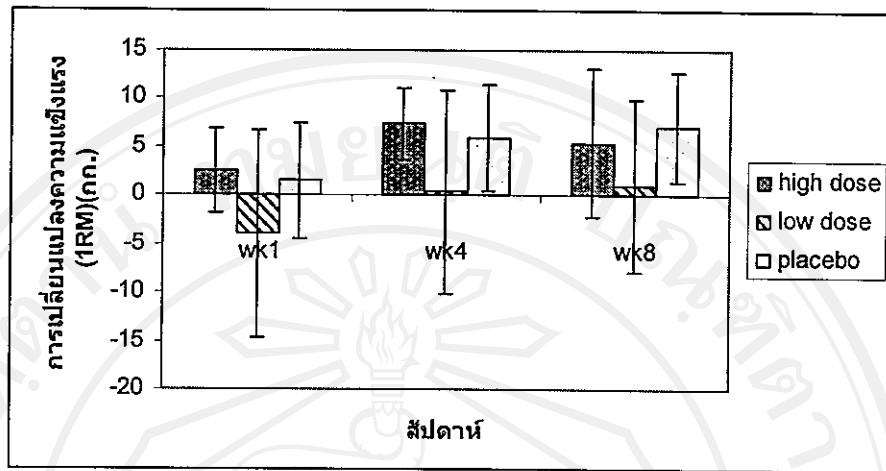 การเปลี่ยนแปลงความแข็งแรง
(1RM)(กก.)
15
10
5
0
-5
-10
-15
-20
wk1
wk4
wk8
สัปดาห์
high dose
low dose
placebo